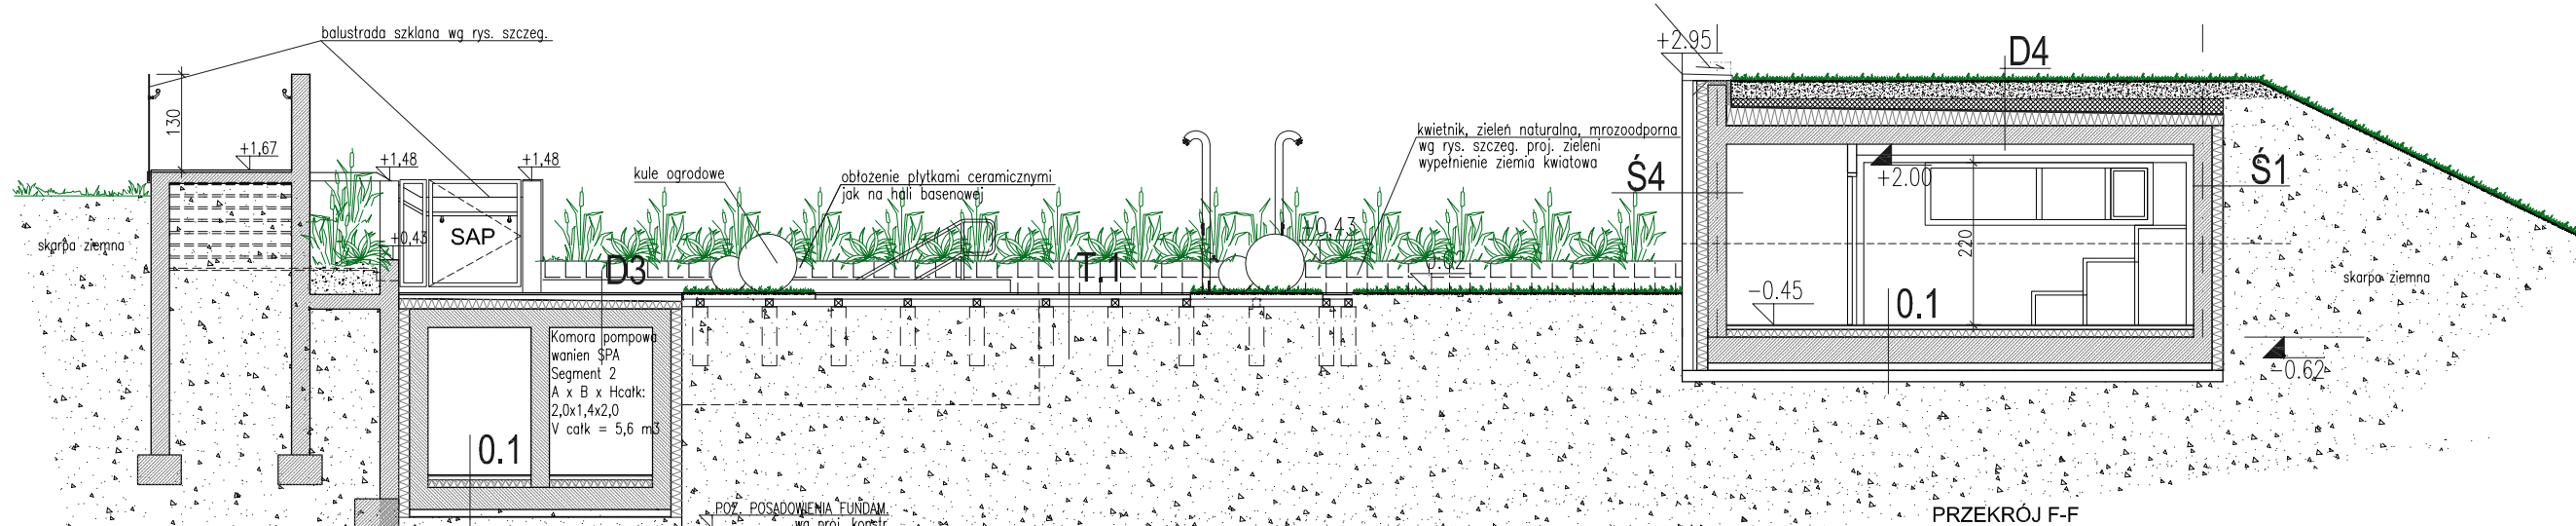 balustrada szklana wg rys. szczeg.
130
+1,67
+1,48
+1,48
+0,43
SAP
skarpa ziemna
kule ogrodowe
obłożenie płytkami ceramicznymi
jak na hali basenowej
D3
T.1
+0,43
kwietnik, zieleń naturalna, mrozoodporna
wg rys. szczeg. proj. zieleni
wypełnienie ziemia kwiatowa
Komora pompowa
wanien SPA
Segment 2
A x B x Hcałk:
2,0x1,4x2,0
V całk = 5,6 m3
0.1
POZ. POSADOWIENIA FUNDAM.
wg proj. konstr.
+2.95
D4
Ś4
Ś1
+2.00
220
-0.45
0.1
skarpa ziemna
-0.62
PRZEKRÓJ F-F